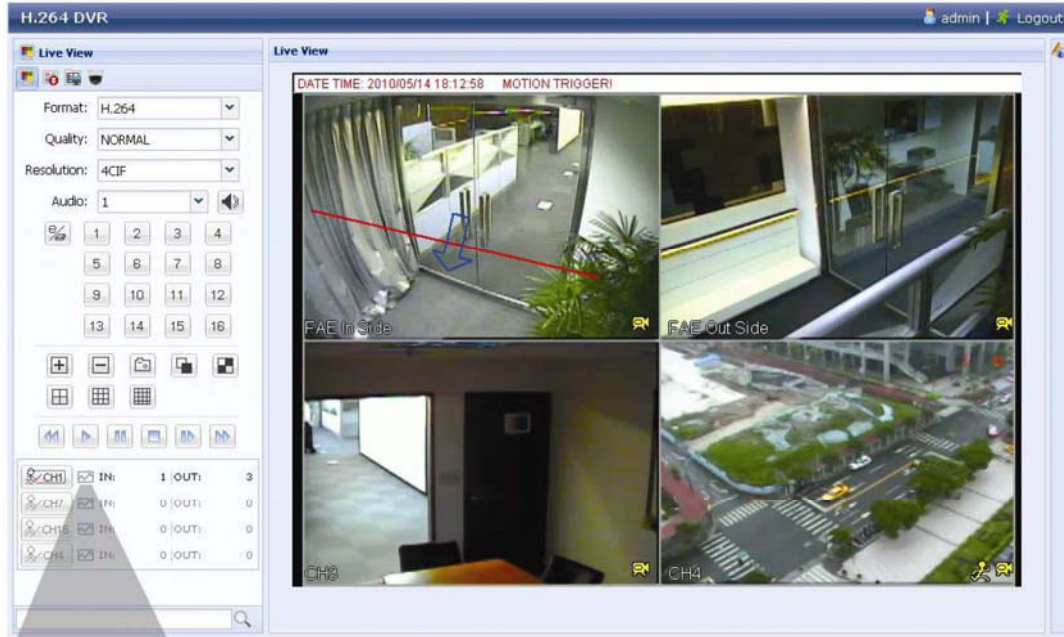 H.264 DVR
admin | Logout
Live View
Format: H.264
Quality: NORMAL
Resolution: 4CIF
Audio: 1
1 2 3 4
5 6 7 8
9 10 11 12
13 14 15 16
CH1 IN: 1 OUT: 3
CH7 IN: 0 OUT: 0
CH16 IN: 0 OUT: 0
CH4 IN: 0 OUT: 0
Live View
DATE TIME: 2010/05/14 18:12:58 MOTION TRIGGER!
FAE In Side
FAE Out Side
CH3
CH4